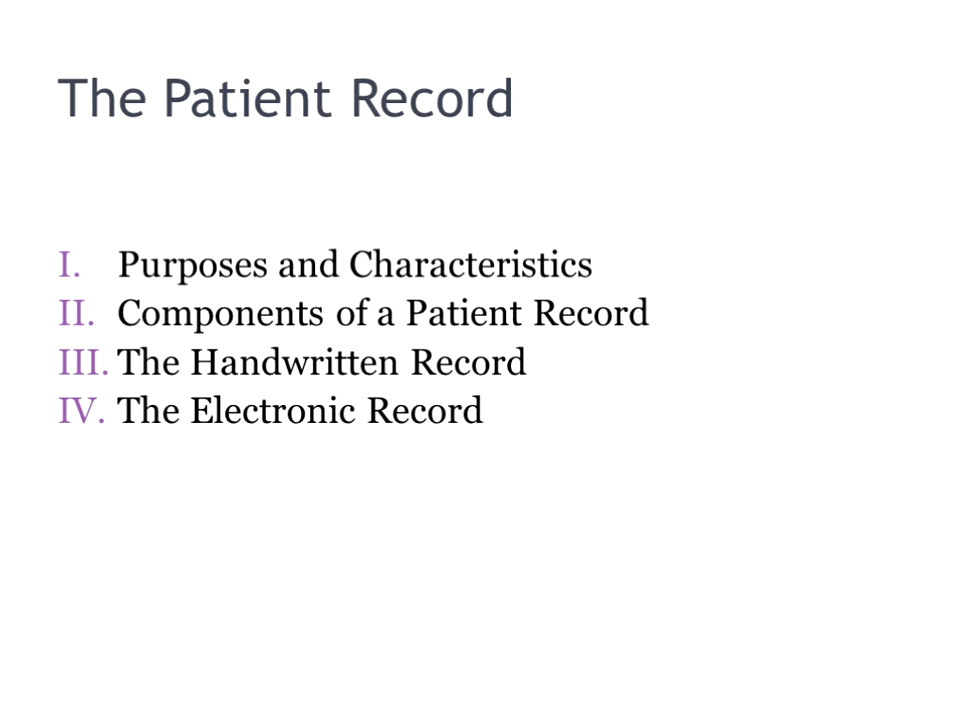 The Patient Record
I. Purposes and Characteristics
II. Components of a Patient Record
III. The Handwritten Record
IV. The Electronic Record